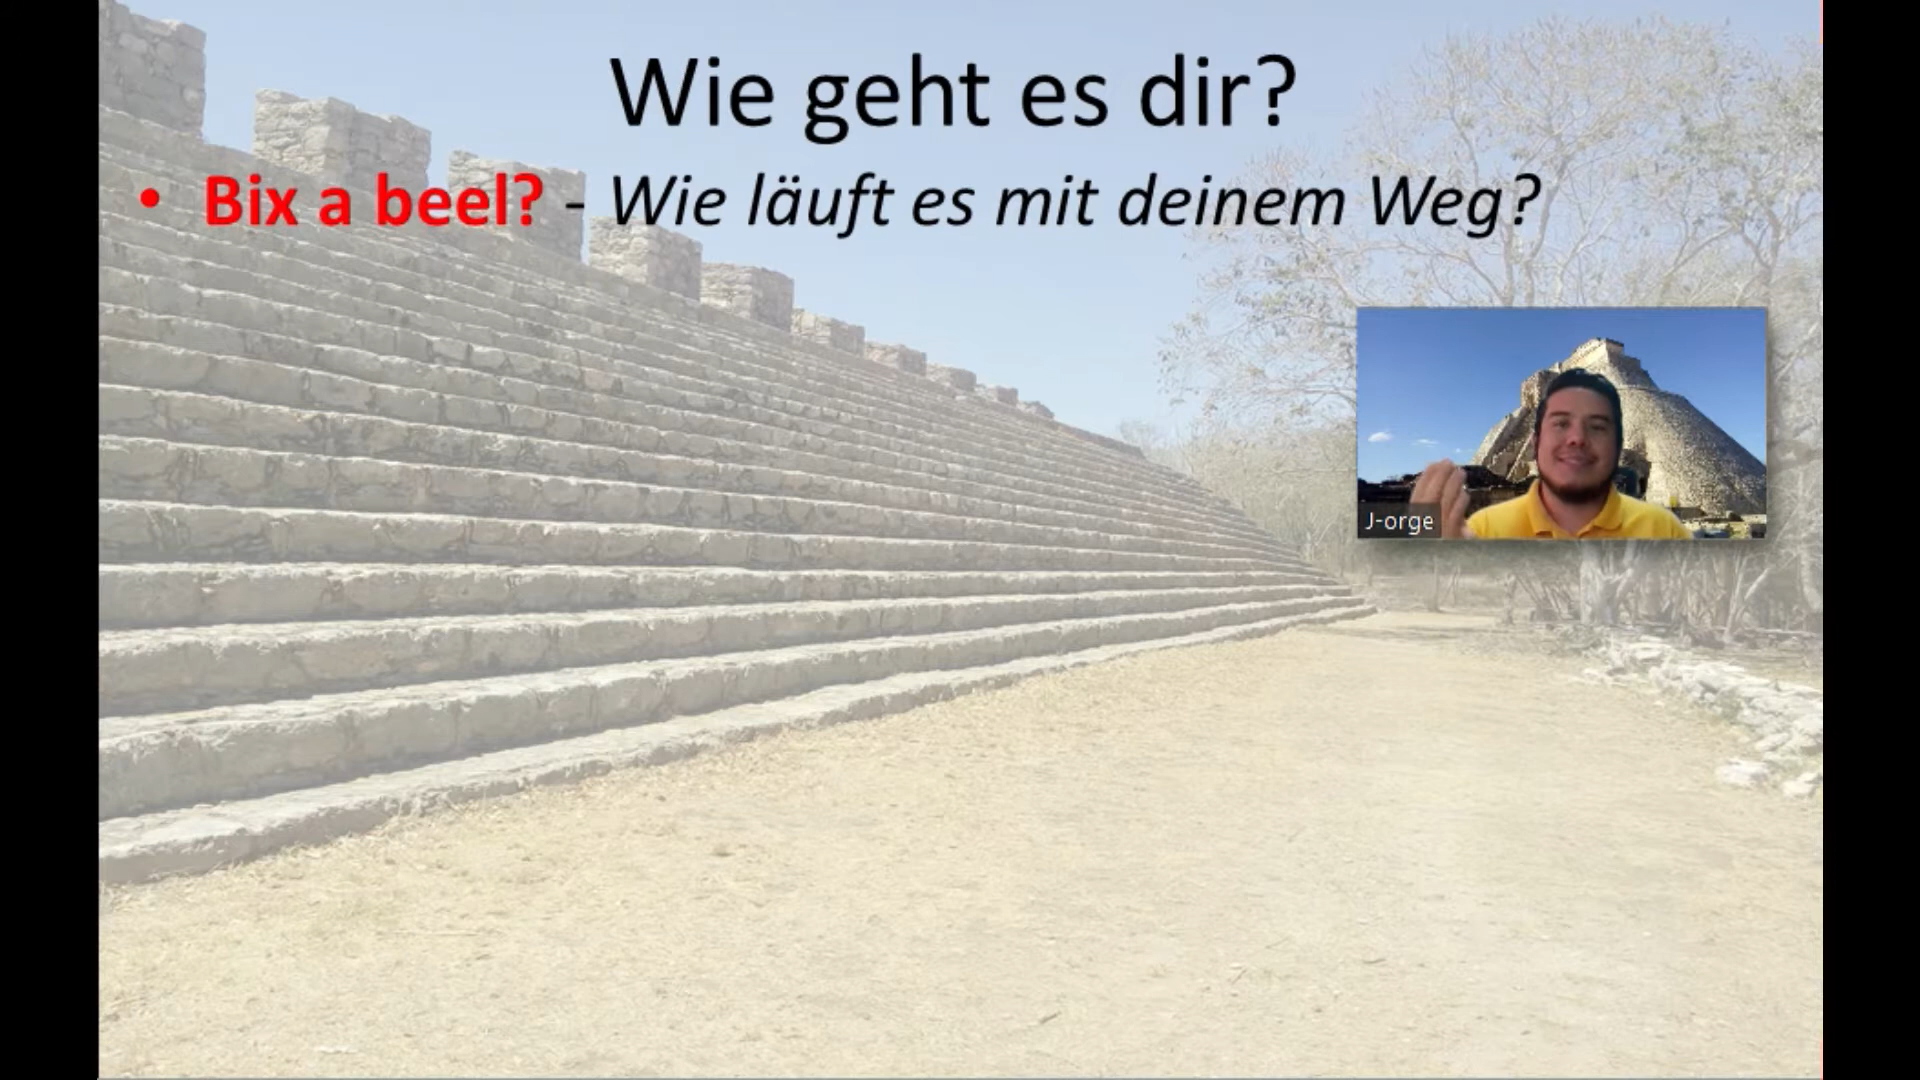 Wie geht es dir?
• Bix a beel? - Wie läuft es mit deinem Weg?
J-orge